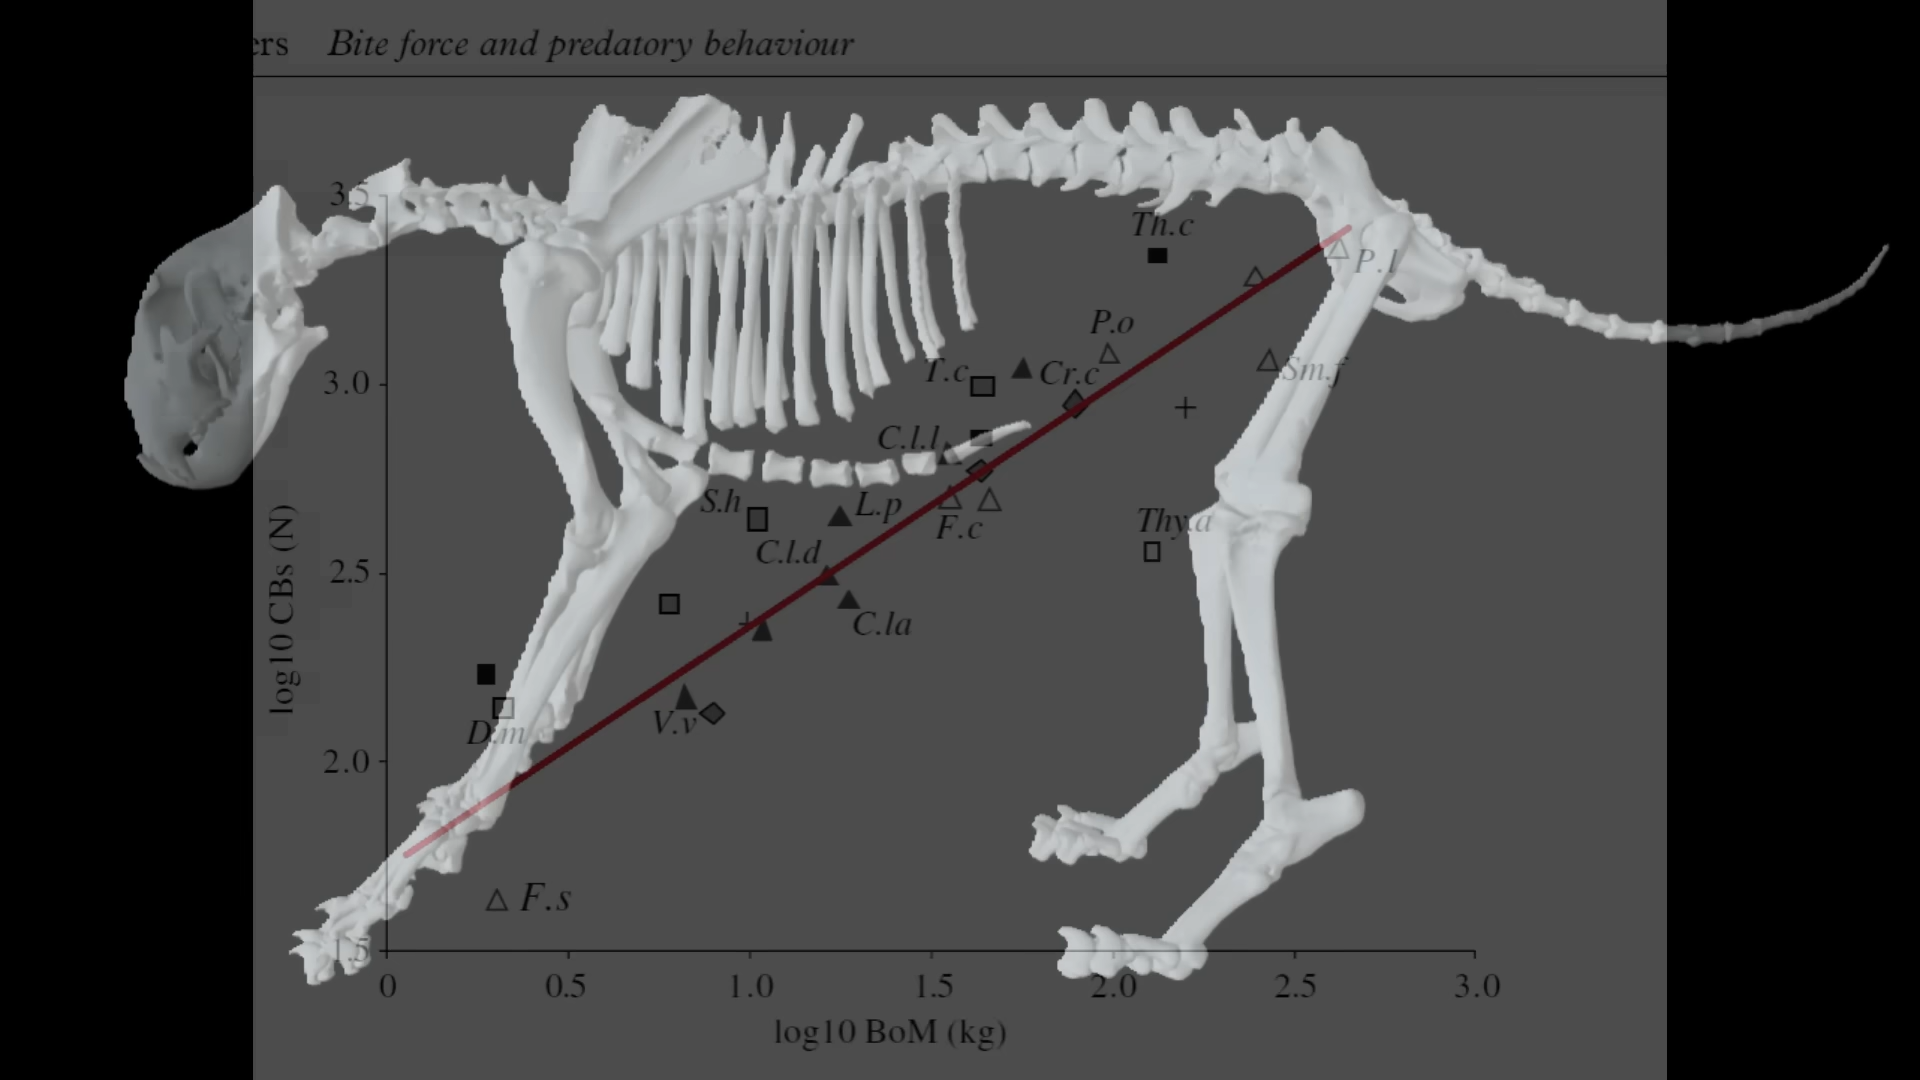 ers Bite force and predatory behaviour
3.5
Th.c
P.l
P.o
3.0
T.c
Cr.c
Sm.f
C.l.l
S.h
L.p
F.c
Thy.a
log10 CBs (N)
2.5
C.l.d
C.la
D.m
V.v
2.0
F.s
1.5
0 0.5 1.0 1.5 2.0 2.5 3.0
log10 BoM (kg)